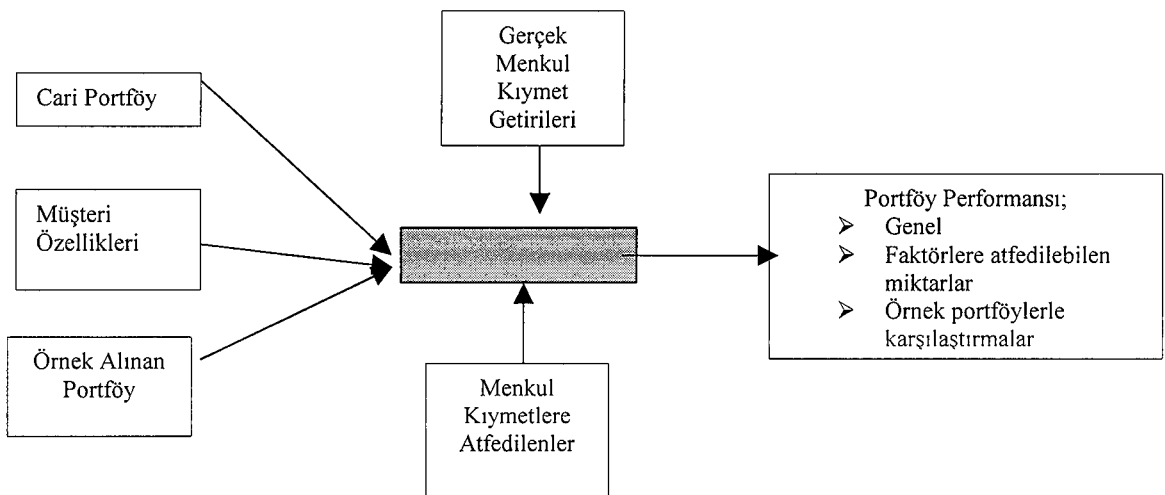 Cari Portföy
Müşteri
Özellikleri
Örnek Alınan
Portföy
Gerçek
Menkul
Kıymet
Getirileri
Menkul
Kıymetlere
Atfedilenler
Portföy Performansı;
➢ Genel
➢ Faktörlere atfedilebilen
miktarlar
➢ Örnek portföylerle
karşılaştırmalar